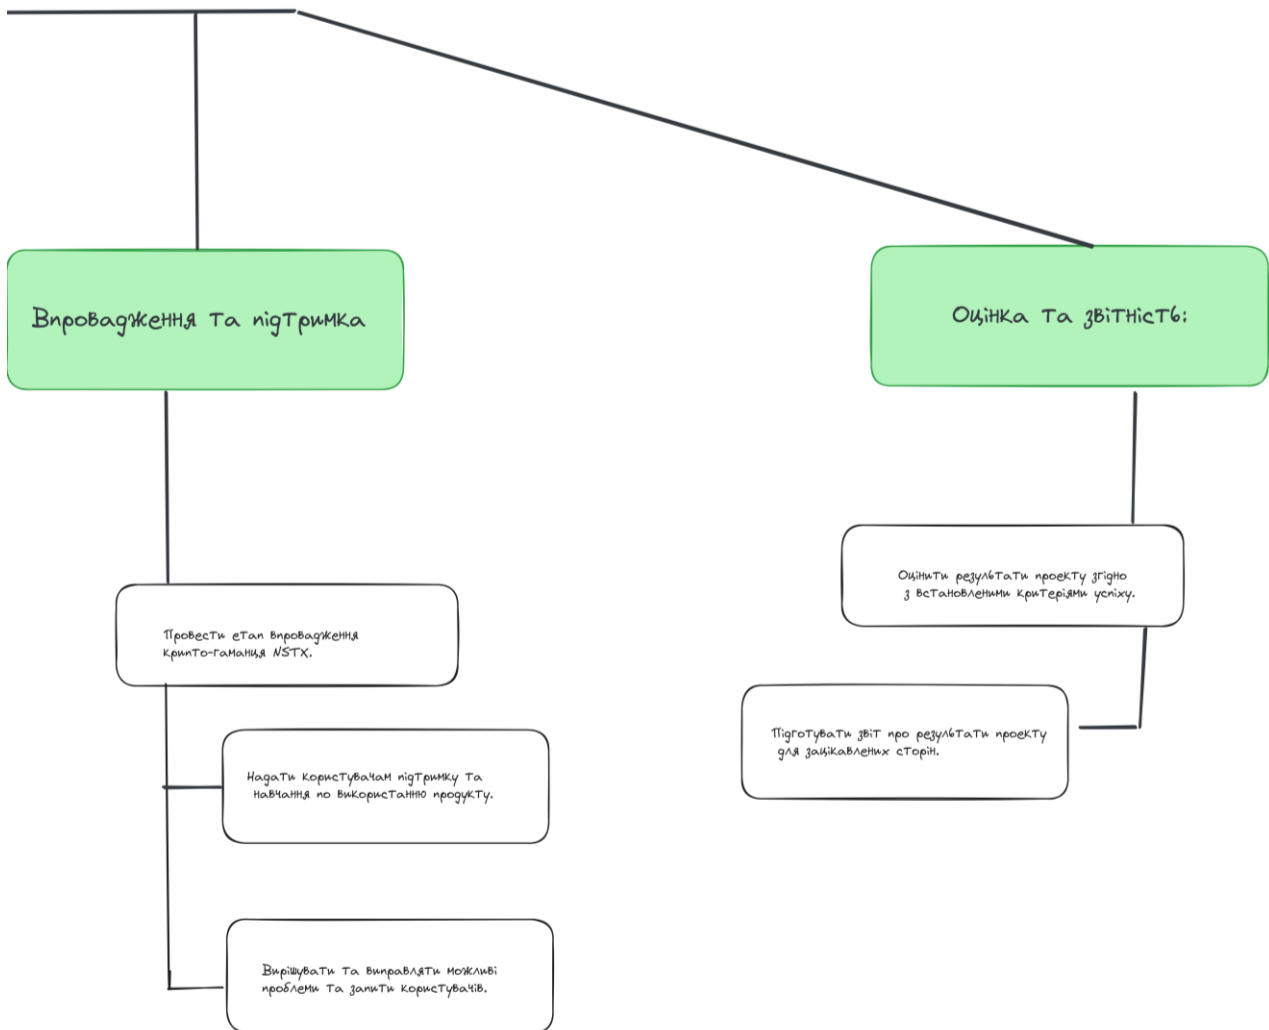 Впровадження та підтримка
Оцінка та звітність:
Провести етап впровадження
крипто-гаманця NSTX.
Надати користувачам підтримку та
навчання по використанню продукту.
Вирішувати та виправляти можливі
проблеми та запити користувачів.
Оцінити результати проекту згідно
з встановленими критеріями успіху.
Підготувати звіт про результати проекту
для зацікавлених сторін.